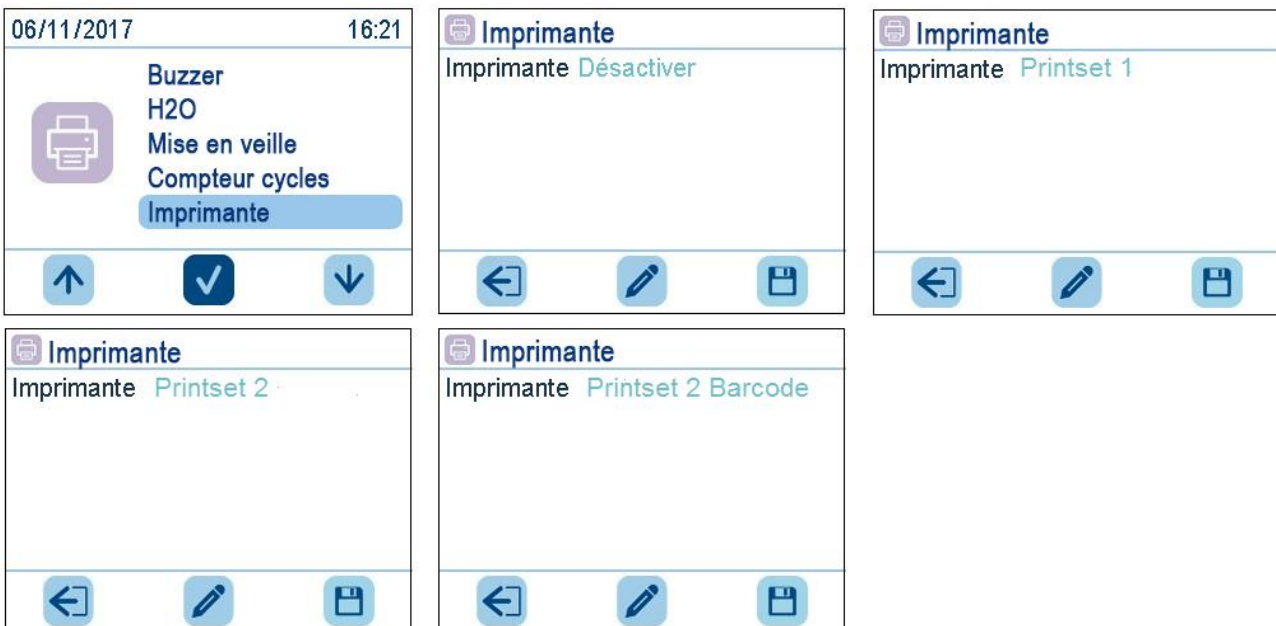 06/11/2017 16:21
Buzzer
H2O
Mise en veille
Compteur cycles
Imprimante
Imprimante
Imprimante Désactiver
Imprimante
Imprimante Printset 1
Imprimante
Imprimante Printset 2
Imprimante
Imprimante Printset 2 Barcode